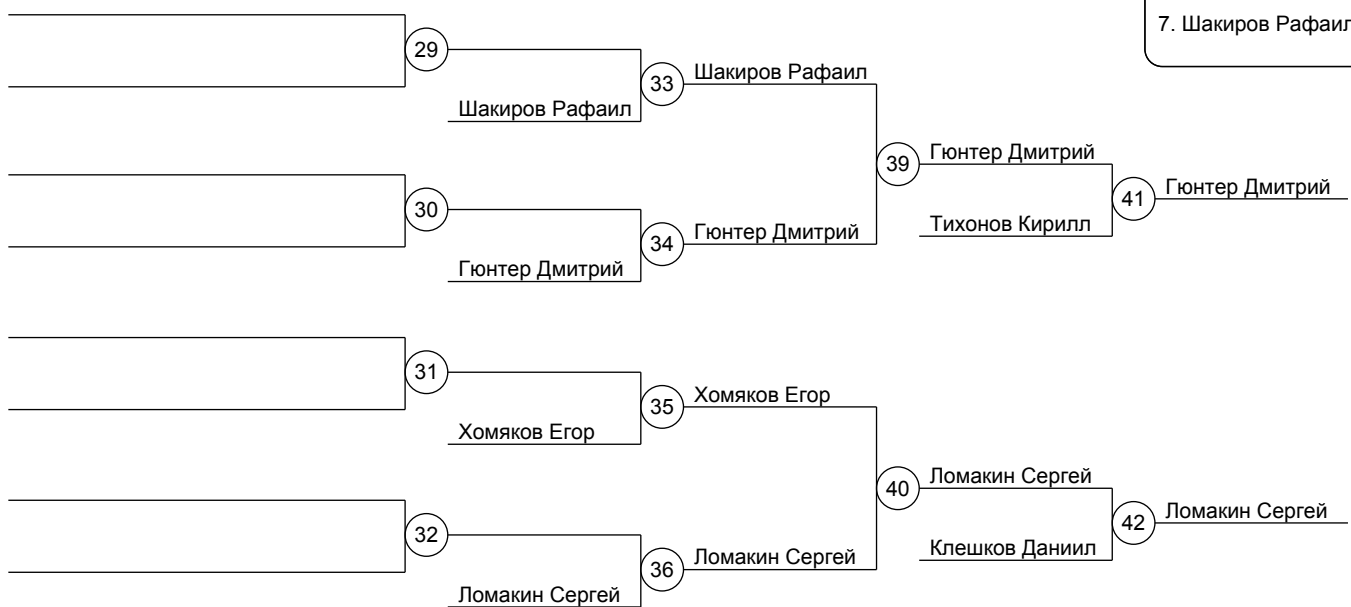 7. Шакиров Рафаил
29
Шакиров Рафаил
33
Шакиров Рафаил
39
Гюнтер Дмитрий
30
Гюнтер Дмитрий
34
Гюнтер Дмитрий
Тихонов Кирилл
41
Гюнтер Дмитрий
31
Хомяков Егор
35
Хомяков Егор
40
Ломакин Сергей
32
Ломакин Сергей
36
Ломакин Сергей
Клешков Даниил
42
Ломакин Сергей